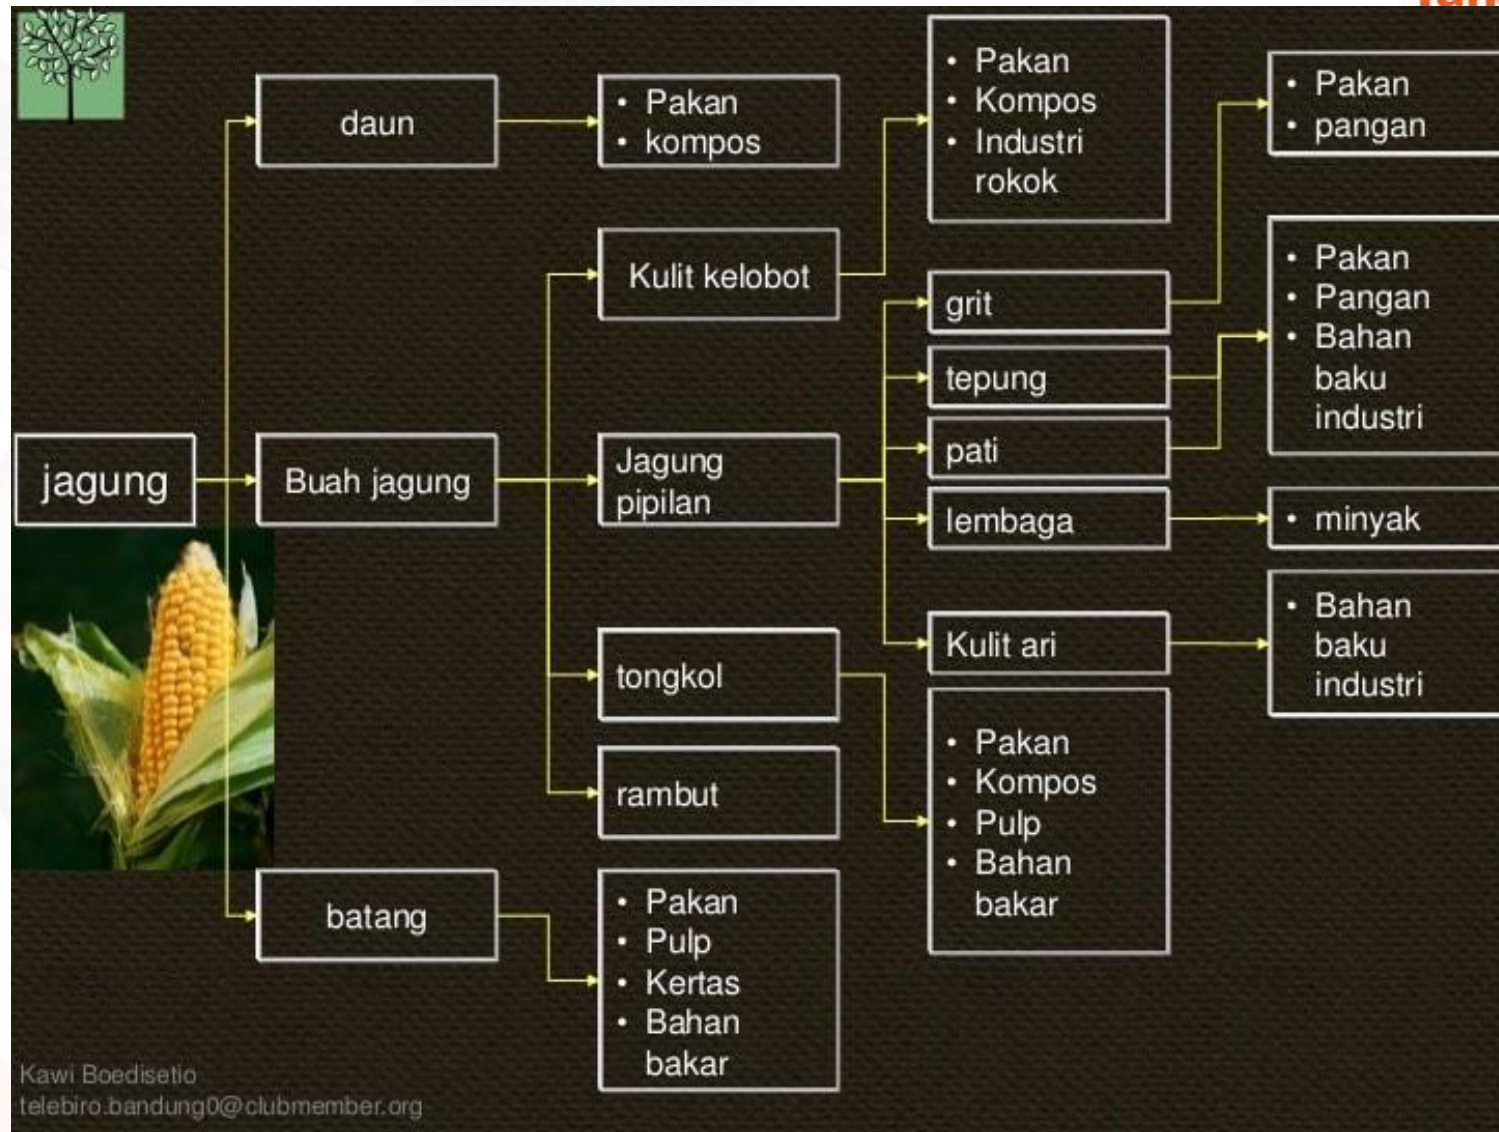 daun
• Pakan
• kompos
• Pakan
• Kompos
• Industri
rokok
• Pakan
• pangan
Kulit kelobot
grit
tepung
pati
lembaga
Kulit ari
• Pakan
• Pangan
• Bahan
baku
industri
jagung
Buah jagung
Jagung
pipilan
• minyak
• Bahan
baku
industri
tongkol
rambut
• Pakan
• Kompos
• Pulp
• Bahan
bakar
batang
• Pakan
• Pulp
• Kertas
• Bahan
bakar
Kawi Boedisetio
telebiro.bandung0@clubmember.org